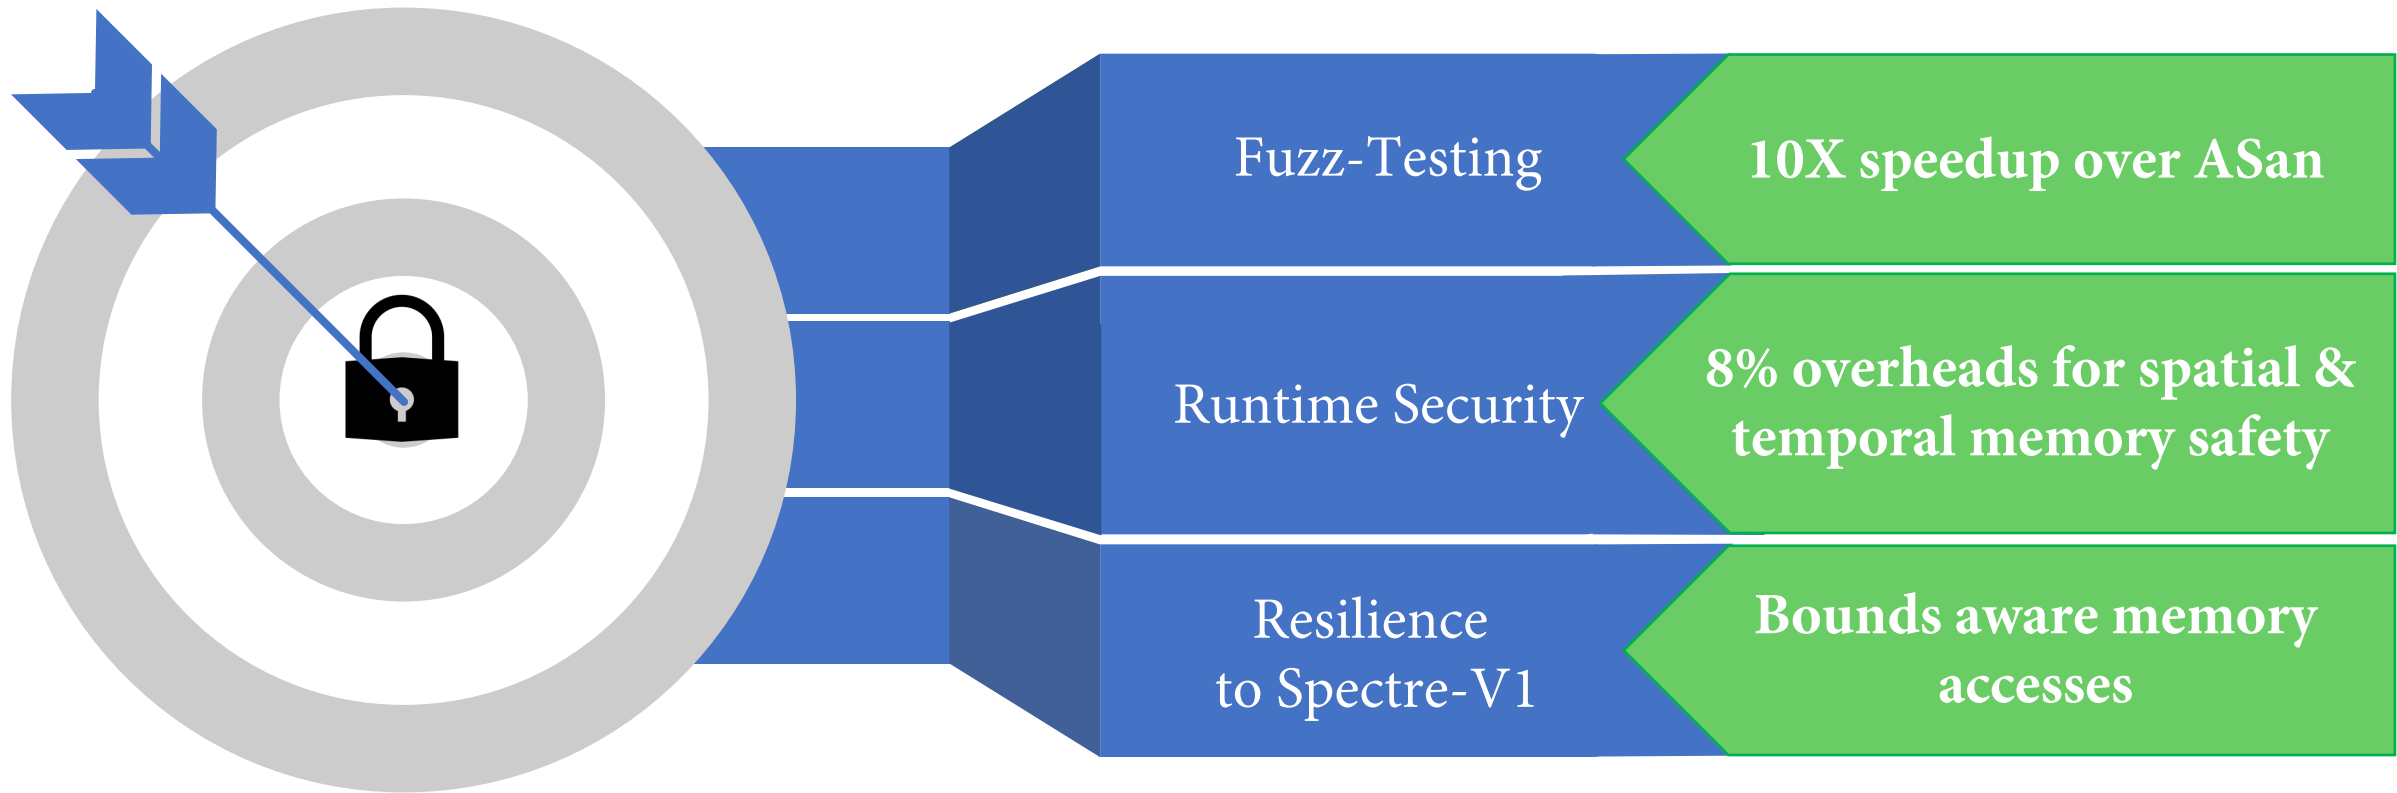 Fuzz-Testing
10X speedup over ASan
Runtime Security
8% overheads for spatial &
temporal memory safety
Resilience
to Spectre-V1
Bounds aware memory
accesses